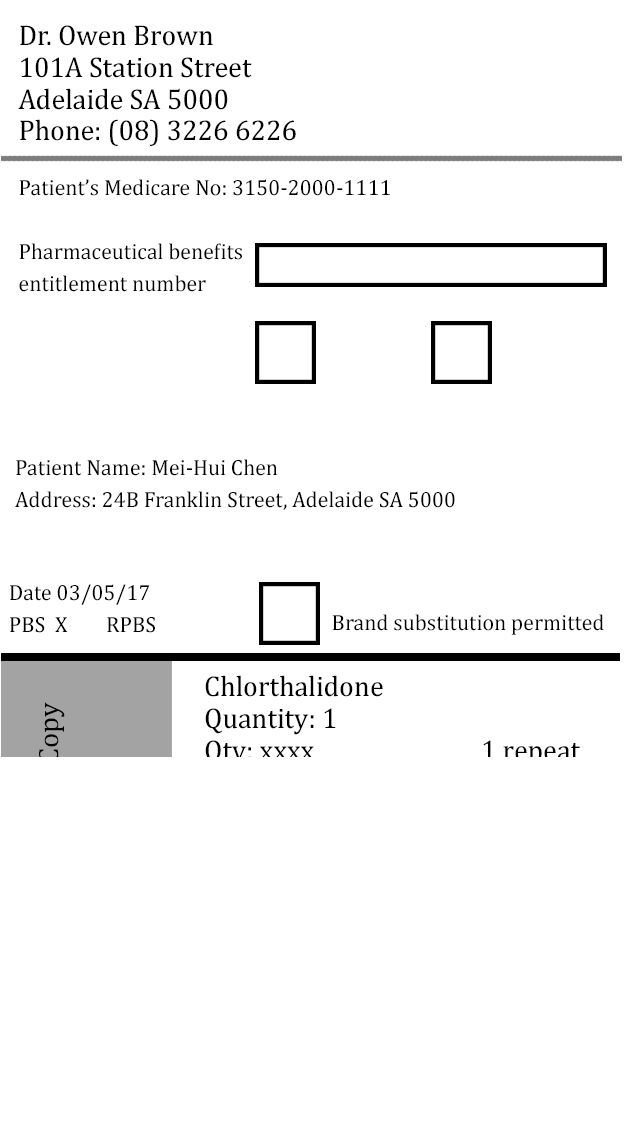 Dr. Owen Brown
101A Station Street
Adelaide SA 5000
Phone: (08) 3226 6226
Patient’s Medicare No: 3150-2000-1111
Pharmaceutical benefits
entitlement number
Patient Name: Mei-Hui Chen
Address: 24B Franklin Street, Adelaide SA 5000
Date 03/05/17
PBS X RPBS
Brand substitution permitted
Copy
Chlorthalidone
Quantity: 1
Qty: xxxx 1 repeat